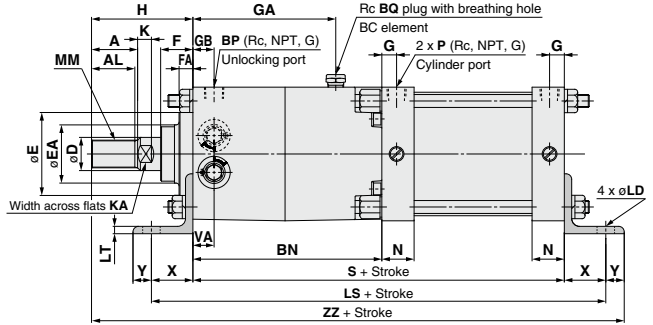 H
GA
Rc BQ plug with breathing hole
BC element
K
A
F
GB
BP (Rc, NPT, G)
Unlocking port
G
2 x P (Rc, NPT, G)
Cylinder port
G
MM
AL
FA
øE
øEA
øD
Width across flats KA
4 x øLD
LT
VA
Y
X
BN
N
N
S + Stroke
X
Y
LS + Stroke
ZZ + Stroke